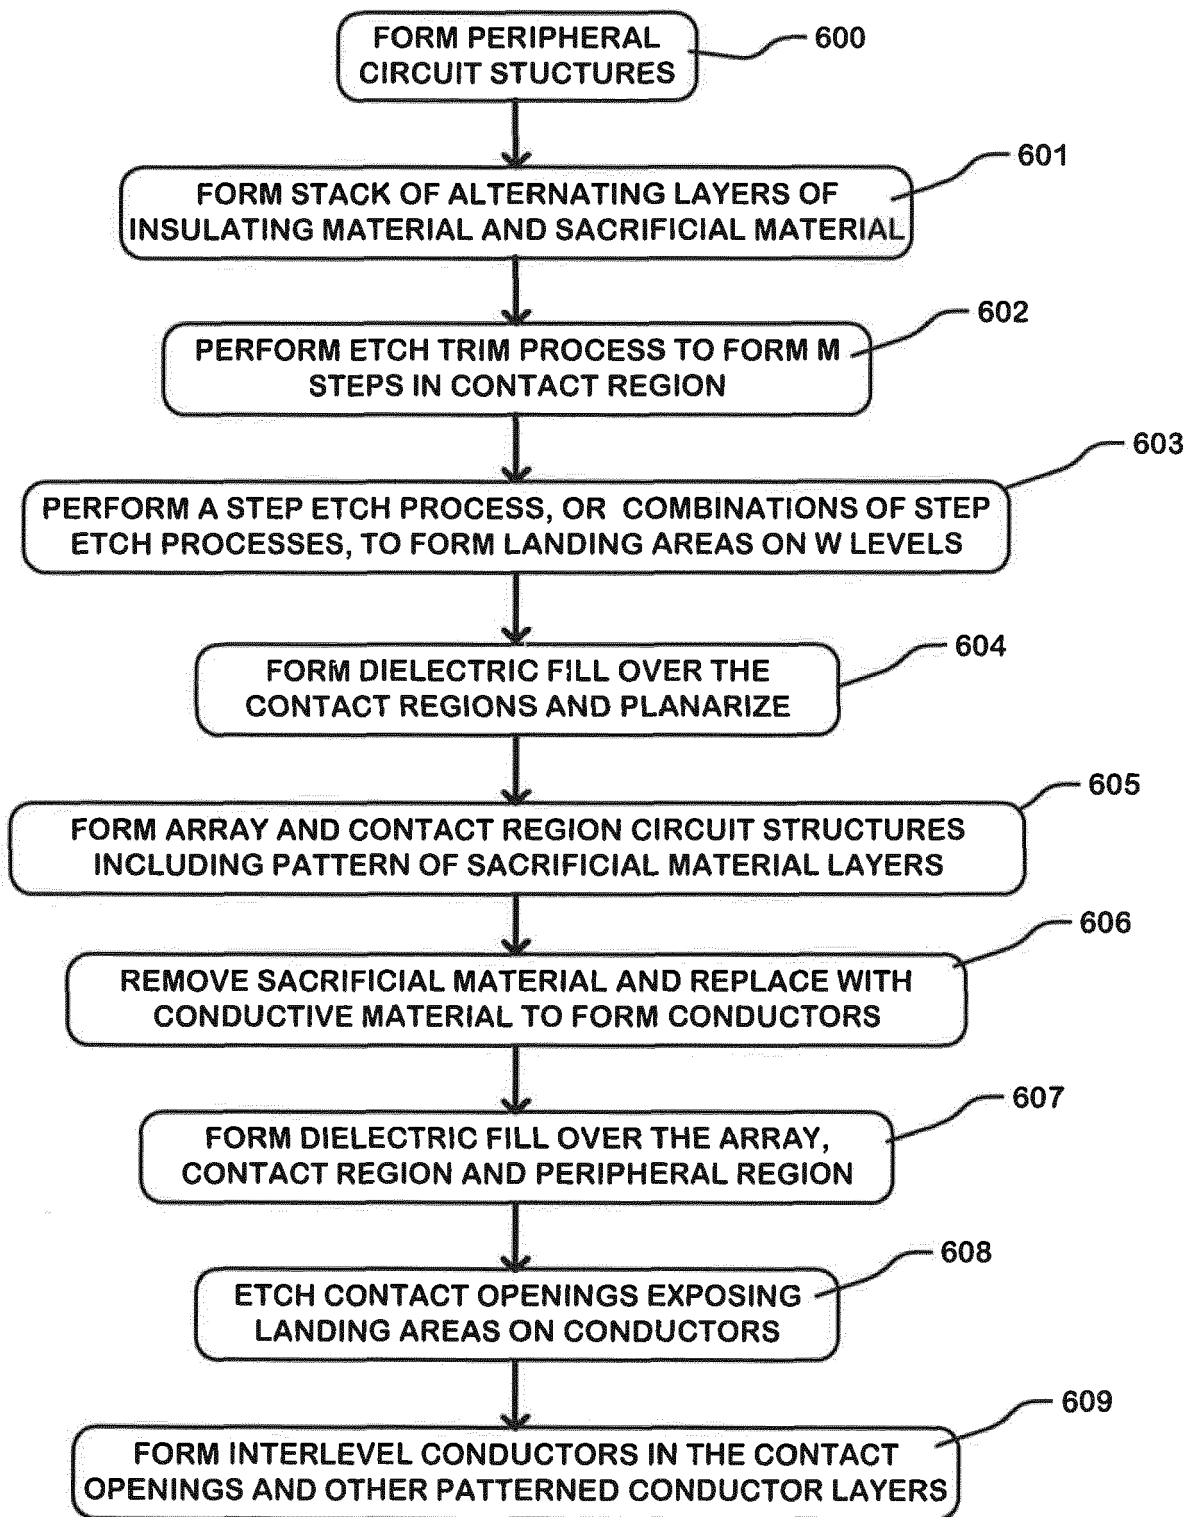 FORM PERIPHERAL
CIRCUIT STUCTURES
600
FORM STACK OF ALTERNATING LAYERS OF
INSULATING MATERIAL AND SACRIFICIAL MATERIAL
601
PERFORM ETCH TRIM PROCESS TO FORM M
STEPS IN CONTACT REGION
602
PERFORM A STEP ETCH PROCESS, OR COMBINATIONS OF STEP
ETCH PROCESSES, TO FORM LANDING AREAS ON W LEVELS
603
FORM DIELECTRIC FILL OVER THE
CONTACT REGIONS AND PLANARIZE
604
FORM ARRAY AND CONTACT REGION CIRCUIT STRUCTURES
INCLUDING PATTERN OF SACRIFICIAL MATERIAL LAYERS
605
REMOVE SACRIFICIAL MATERIAL AND REPLACE WITH
CONDUCTIVE MATERIAL TO FORM CONDUCTORS
606
FORM DIELECTRIC FILL OVER THE ARRAY,
CONTACT REGION AND PERIPHERAL REGION
607
ETCH CONTACT OPENINGS EXPOSING
LANDING AREAS ON CONDUCTORS
608
FORM INTERLEVEL CONDUCTORS IN THE CONTACT
OPENINGS AND OTHER PATTERNED CONDUCTOR LAYERS
609